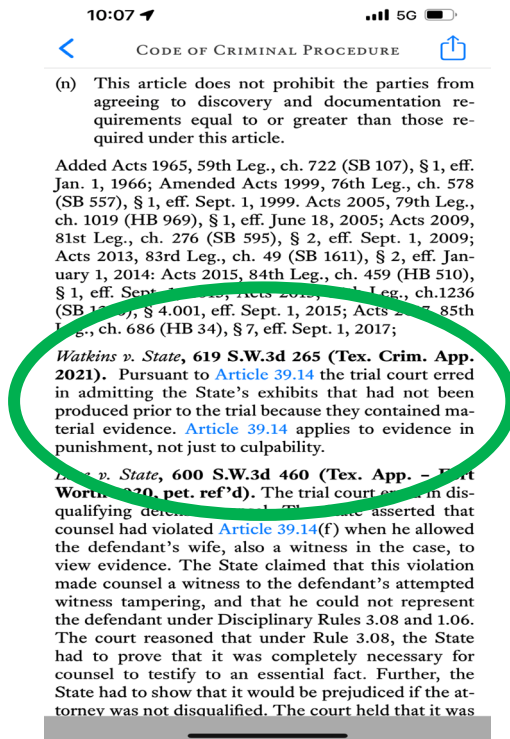 10:07
5G
CODE OF CRIMINAL PROCEDURE
(n) This article does not prohibit the parties from
agreeing to discovery and documentation re-
quirements equal to or greater than those re-
quired under this article.
Added Acts 1965, 59th Leg., ch. 722 (SB 107), § 1, eff.
Jan. 1, 1966; Amended Acts 1999, 76th Leg., ch. 578
(SB 557), § 1, eff. Sept. 1, 1999. Acts 2005, 79th Leg.,
ch. 1019 (HB 969), § 1, eff. June 18, 2005; Acts 2009,
81st Leg., ch. 276 (SB 595), § 2, eff. Sept. 1, 2009;
Acts 2013, 83rd Leg., ch. 49 (SB 1611), § 2, eff. Jan-
uary 1, 2014: Acts 2015, 84th Leg., ch. 459 (HB 510),
§ 1, eff. Sept. Acts Leg., ch.1236
(SB § 4.001, eff. Sept. 1, 2015; Acts 85th
ch. 686 (HB 34), § 7, eff. Sept. 1, 2017;
Watkins v. State, 619 S.W.3d 265 (Tex. Crim. App.
2021). Pursuant to Article 39.14 the trial court erred
in admitting the State's exhibits that had not been
produced prior to the trial because they contained ma-
terial evidence. Article 39.14 applies to evidence in
punishment, not just to culpability.
v. State, 600 S.W.3d 460 (Tex. App. – Fort
Worth 2020, pet. ref'd). The trial court in dis-
qualifying asserted that
counsel had violated Article 39.14(f) when he allowed
the defendant's wife, also a witness in the case, to
view evidence. The State claimed that this violation
made counsel a witness to the defendant's attempted
witness tampering, and that he could not represent
the defendant under Disciplinary Rules 3.08 and 1.06.
The court reasoned that under Rule 3.08, the State
had to prove that it was completely necessary for
counsel to testify to an essential fact. Further, the
State had to show that it would be prejudiced if the at-
torney was not disqualified. The court held that it was